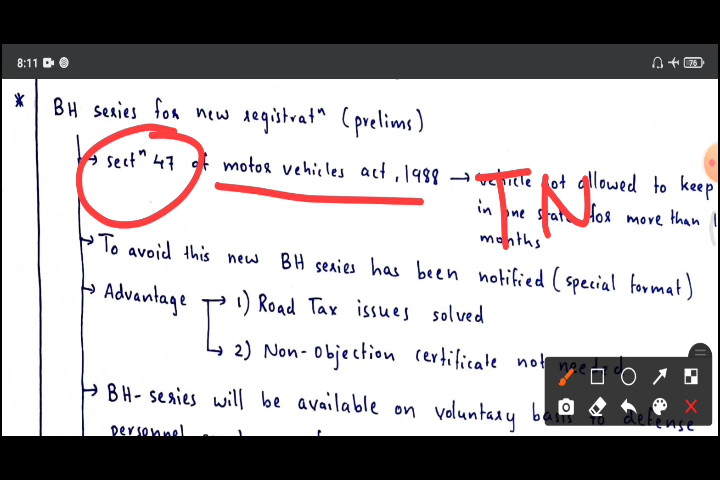 8:11
76
* BH series for new registratⁿ (prelims)
→ sectⁿ 47 of motor vehicles act, 1988 → vehicle not allowed to keep
TN
in one state for more than
months
→ To avoid this new BH series has been notified (special format)
→ Advantage → 1) Road Tax issues solved
→ 2) Non-objection certificate not needed
→ BH-series will be available on voluntary basis to defense
personnel